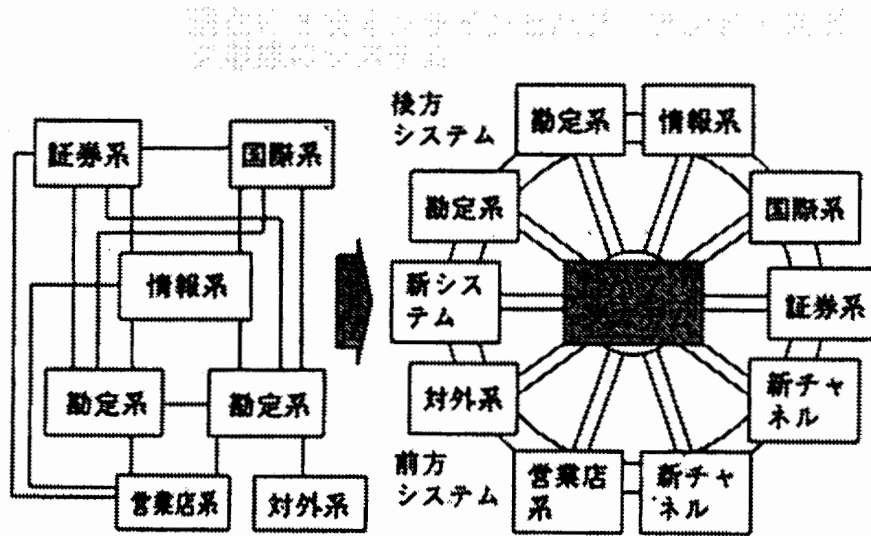 証券系
国際系
情報系
勘定系
勘定系
営業店系
対外系
後方
システム
勘定系
情報系
勘定系
国際系
新シス
テム
証券系
対外系
新チャ
ネル
前方
システム
営業店
系
新チャ
ネル